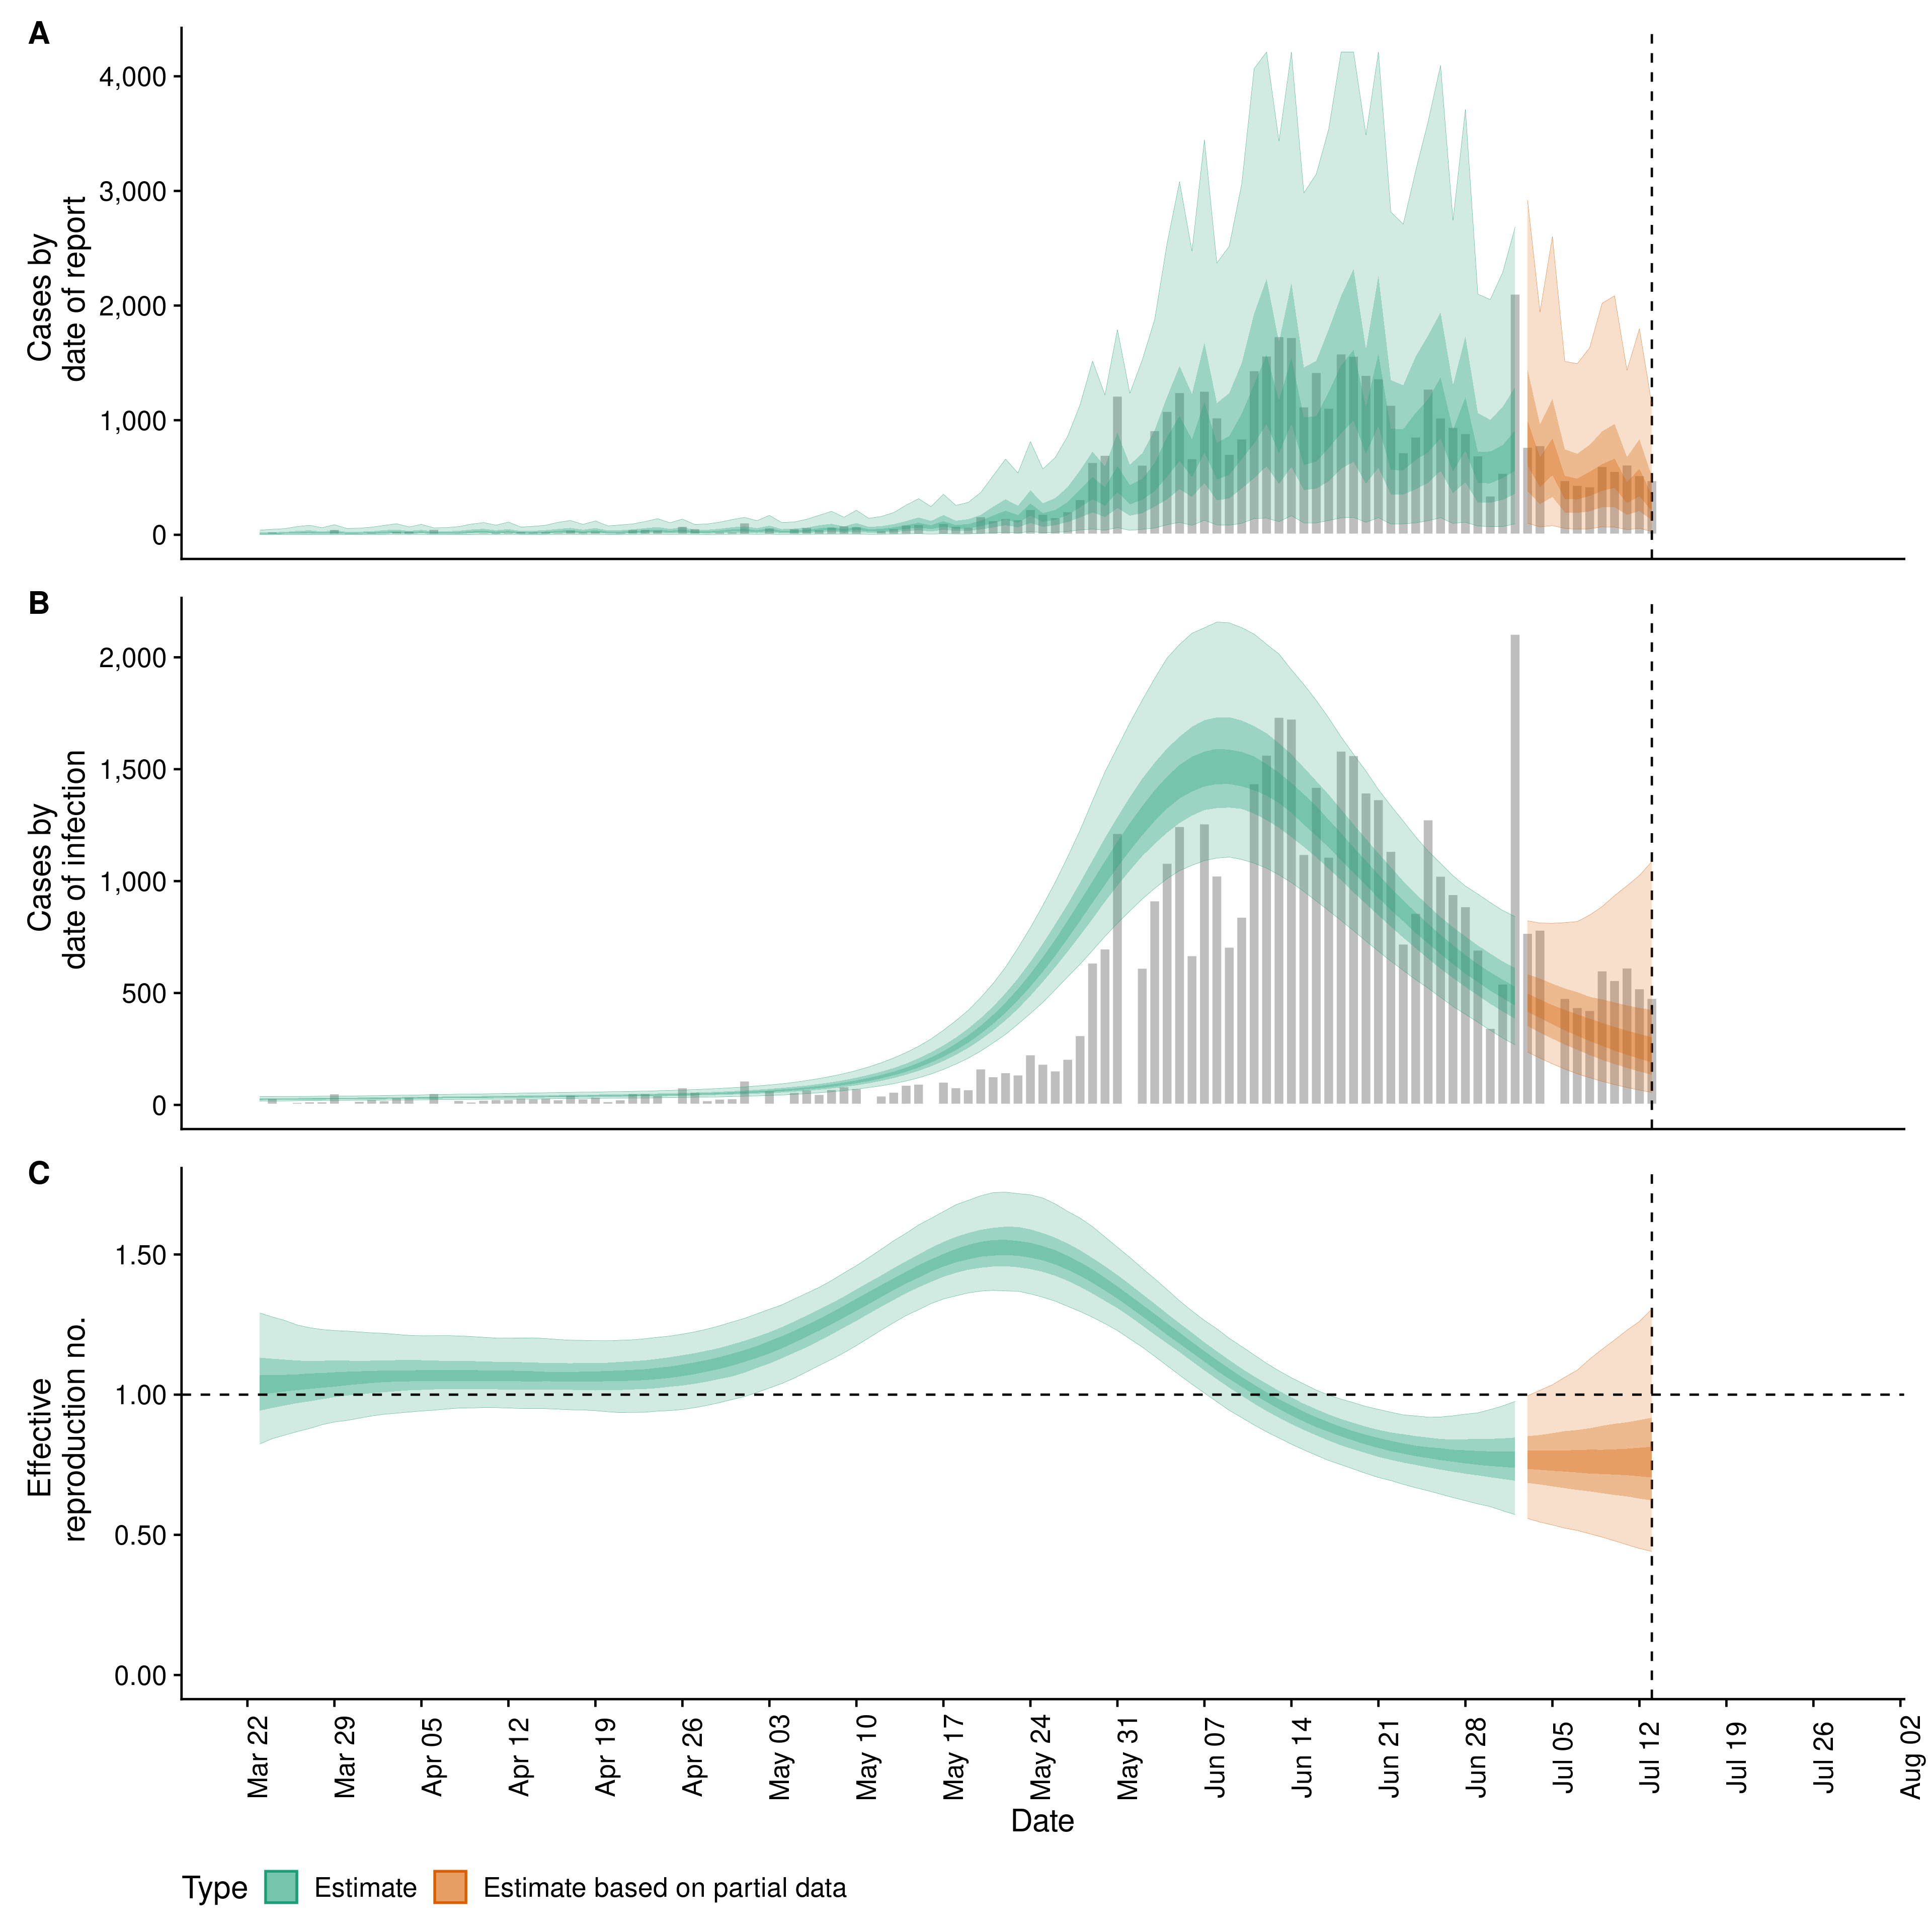 A
Cases by
date of report
4,000
3,000
2,000
1,000
0
B
Cases by
date of infection
2,000
1,500
1,000
500
0
C
Effective
reproduction no.
1.50
1.00
0.50
0.00
Mar 22
Mar 29
Apr 05
Apr 12
Apr 19
Apr 26
May 03
May 10
May 17
May 24
May 31
Jun 07
Jun 14
Jun 21
Jun 28
Jul 05
Jul 12
Jul 19
Jul 26
Aug 02
Date
Type
Estimate
Estimate based on partial data